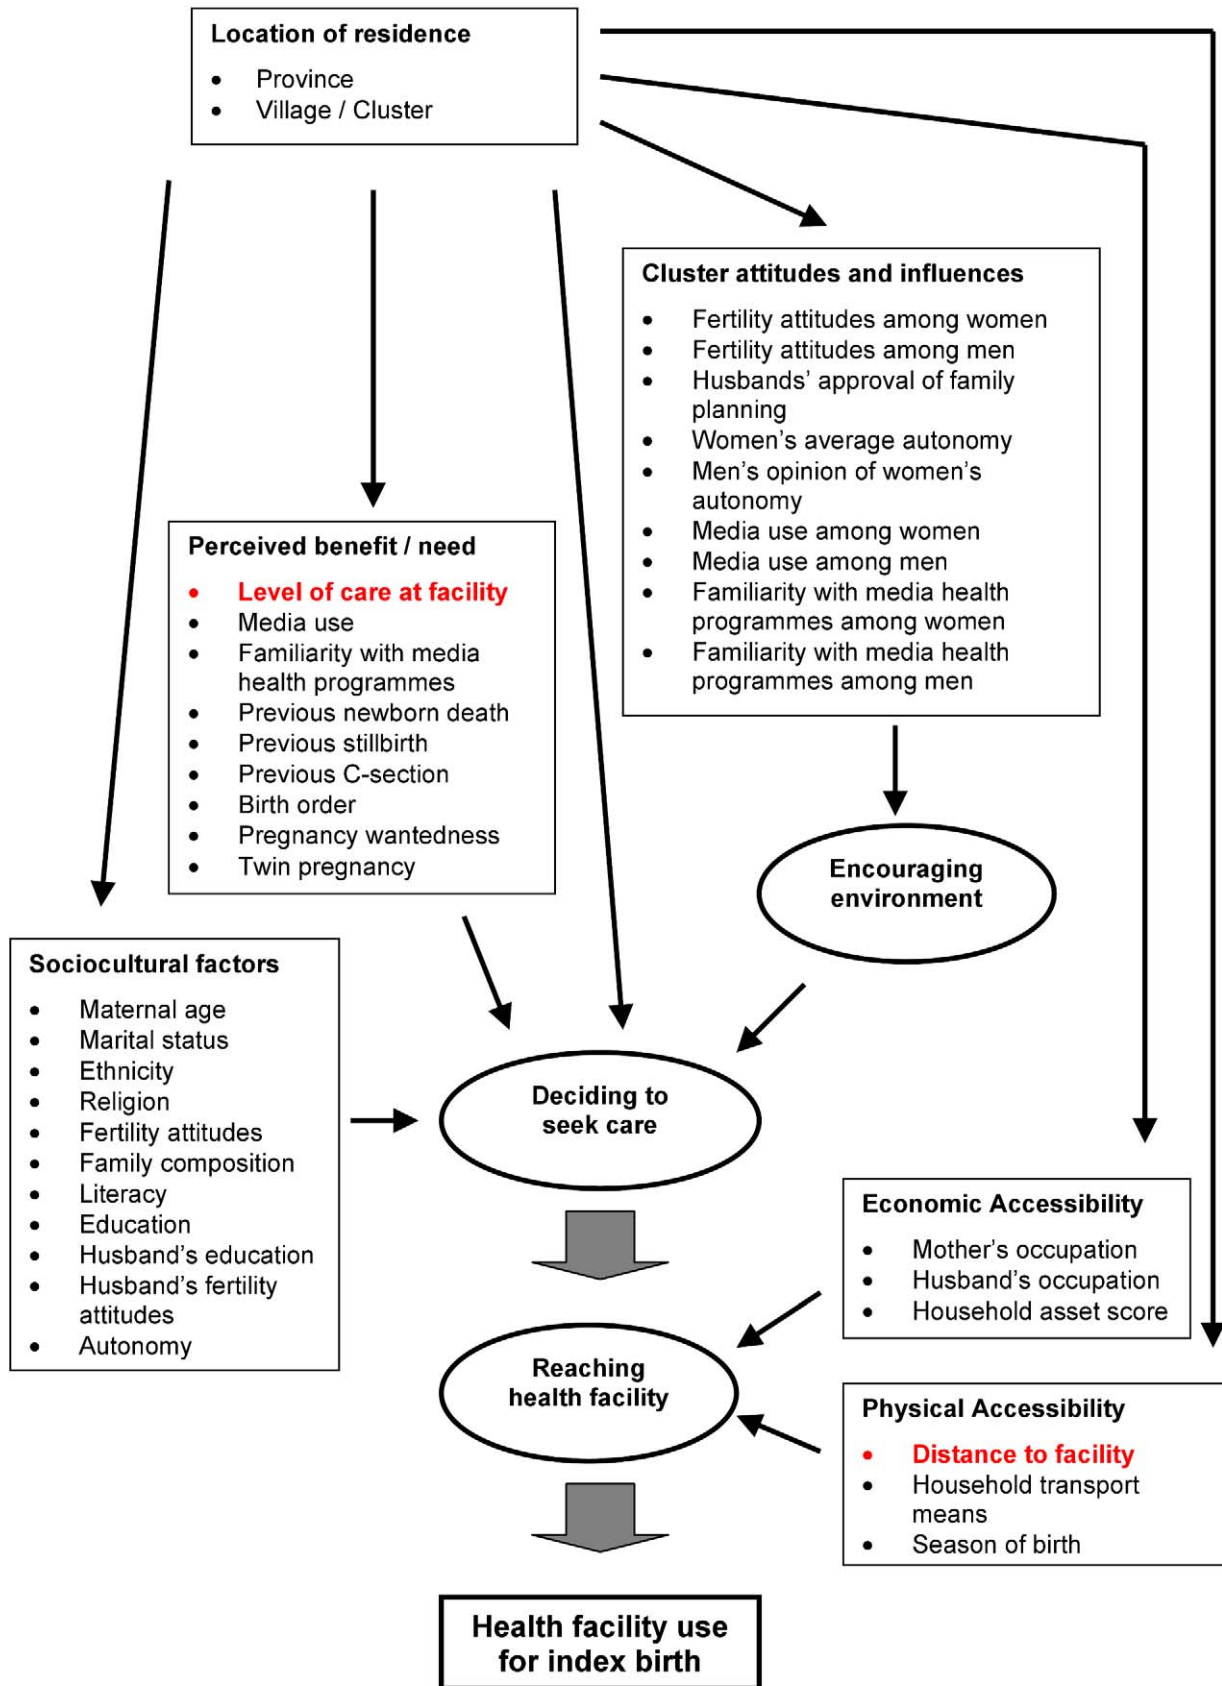 Location of residence
• Province
• Village / Cluster
Cluster attitudes and influences
• Fertility attitudes among women
• Fertility attitudes among men
• Husbands’ approval of family
planning
• Women’s average autonomy
• Men’s opinion of women’s
autonomy
• Media use among women
• Media use among men
• Familiarity with media health
programmes among women
• Familiarity with media health
programmes among men
Perceived benefit / need
• Level of care at facility
• Media use
• Familiarity with media
health programmes
• Previous newborn death
• Previous stillbirth
• Previous C-section
• Birth order
• Pregnancy wantedness
• Twin pregnancy
Encouraging
environment
Sociocultural factors
• Maternal age
• Marital status
• Ethnicity
• Religion
• Fertility attitudes
• Family composition
• Literacy
• Education
• Husband’s education
• Husband’s fertility
attitudes
• Autonomy
Deciding to
seek care
Economic Accessibility
• Mother’s occupation
• Husband’s occupation
• Household asset score
Reaching
health facility
Physical Accessibility
• Distance to facility
• Household transport
means
• Season of birth
Health facility use
for index birth